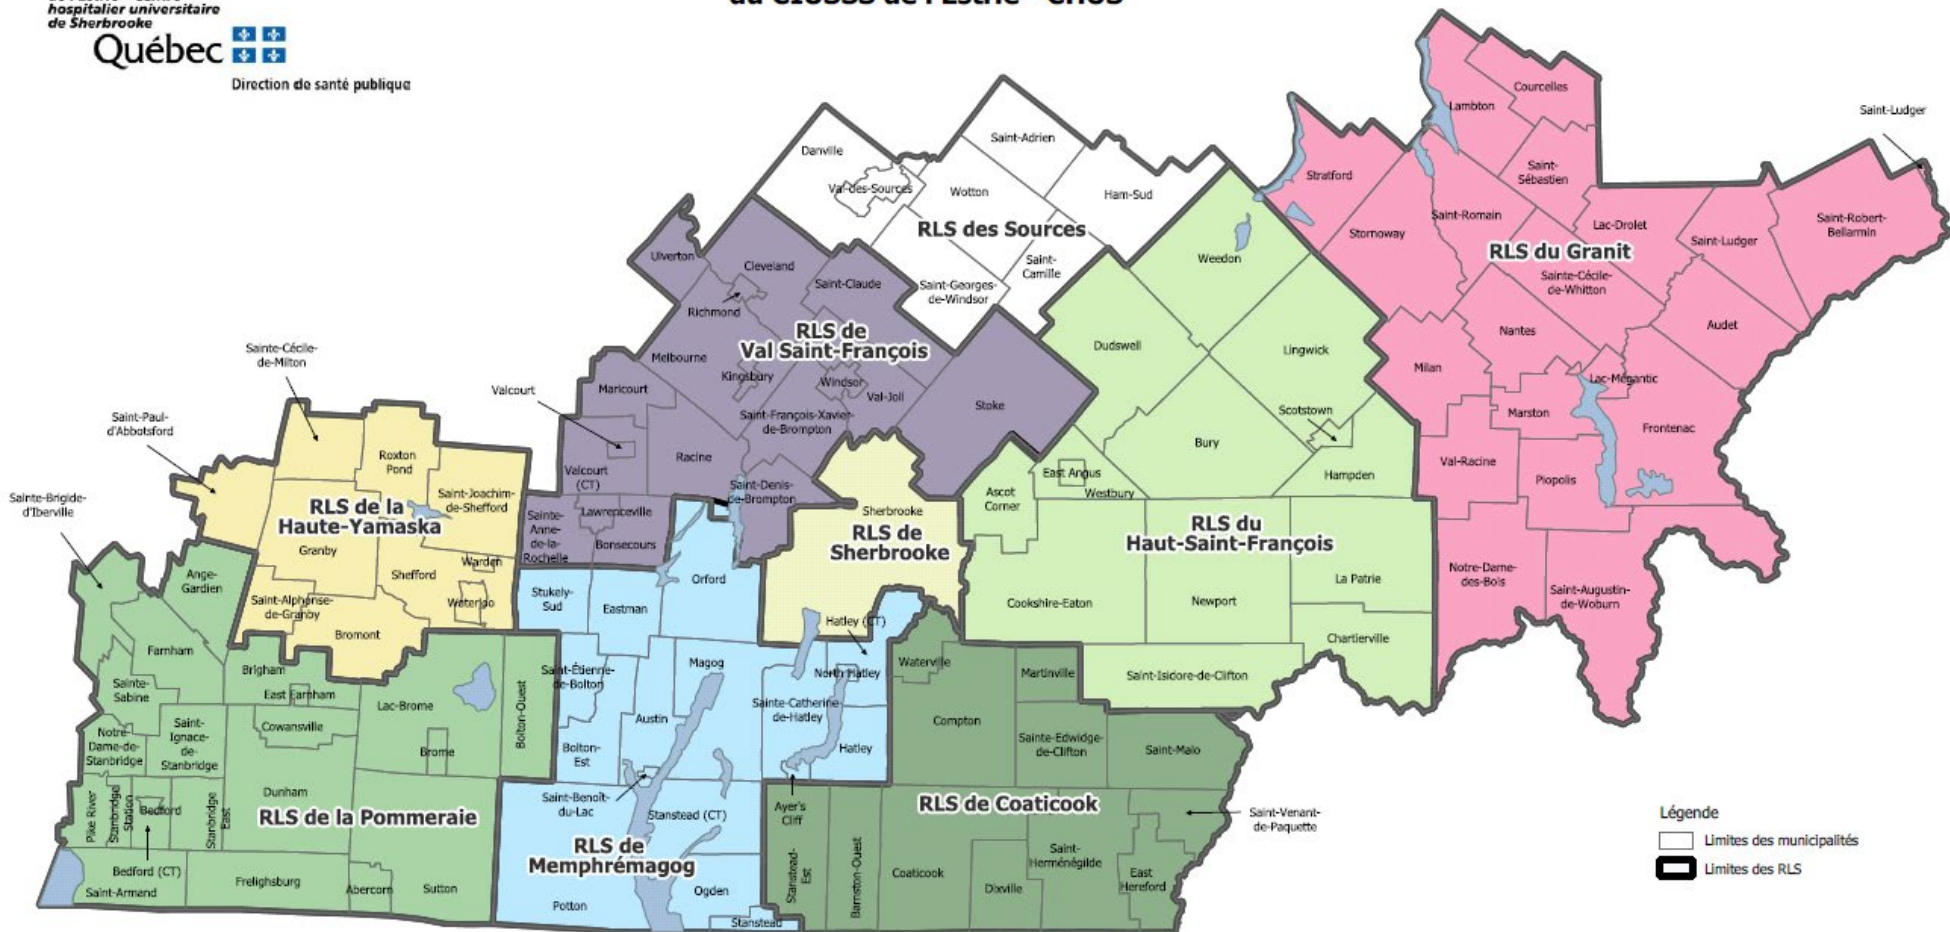 hospitalier universitaire
de Sherbrooke
Québec
Direction de santé publique
Saint-Ludger
Courcelles
Lambton
Saint-
Sébastien
Stratford
Saint-Romain
Stornoway
Lac-Drolet
Saint-Ludger
Saint-Robert-
Bellarmin
RLS du Granit
Sainte-Cécile-
de-Whitton
Nantes
Audet
Milan
Lac-Mégantic
Marston
Frontenac
Val-Racine
Piopolis
Notre-Dame-
des-Bois
Saint-Augustin-
de-Woburn
Danville
Saint-Adrien
Val-des-Sources
Wotton
Ham-Sud
RLS des Sources
Saint-
Camille
Saint-Georges-
de-Windsor
Ulverton
Cleveland
Saint-Claude
Richmond
RLS de
Val Saint-François
Melbourne
Kingsbury
Windsor
Val-Joli
Stoke
Maricourt
Valcourt
Saint-François-Xavier-
de-Brompton
Racine
Valcourt
(CT)
Saint-Denis-
de-Brompton
Lawrenceville
Sainte-
Anne-
de-la-
Rochelle
Bonsecours
Weedon
Dudswell
Lingwick
Scotstown
Bury
Hampden
East Angus
Westbury
Ascot
Corner
RLS du
Haut-Saint-François
La Patrie
Cookshire-Eaton
Newport
Chartierville
Saint-Isidore-de-Clifton
Sherbrooke
RLS de
Sherbrooke
Sainte-Cécile-
de-Milton
Saint-Paul-
d'Abbotsford
Roxton
Pond
Saint-Joachim-
de-Shefford
RLS de la
Haute-Yamaska
Granby
Warden
Shefford
Waterloo
Saint-Alphonse-
de-Granby
Bromont
Sainte-Brigide-
d'Iberville
Ange-
Gardien
Farnham
Brigham
Sainte-
Sabine
East Farnham
Lac-Brome
Bolton-Ouest
Cowansville
Notre-
Dame-de-
Stanbridge
Saint-
Ignace-
de-
Stanbridge
Brome
Pike River
Stanbridge
Station
Bedford
Stanbridge
East
Dunham
RLS de la Pommeraie
Bedford (CT)
Saint-Armand
Frelighsburg
Abercorn
Sutton
Stukely-
Sud
Eastman
Orford
Hatley (CT)
Saint-Étienne-
de-Bolton
Magog
North Hatley
Austin
Sainte-Catherine-
de-Hatley
Bolton-
Est
Hatley
Saint-Benoît-
du-Lac
Stanstead (CT)
RLS de
Memphrémagog
Ogden
Potton
Stanstead
Waterville
Martinville
Compton
Sainte-Edwidge-
de-Clifton
Saint-Malo
RLS de Coaticook
Ayer's
Cliff
Saint-Venant-
de-Paquette
Stanstead-
Est
Barnston-Ouest
Coaticook
Saint-
Herménégilde
Dixville
East
Hereford
Légende
Limites des municipalités
Limites des RLS